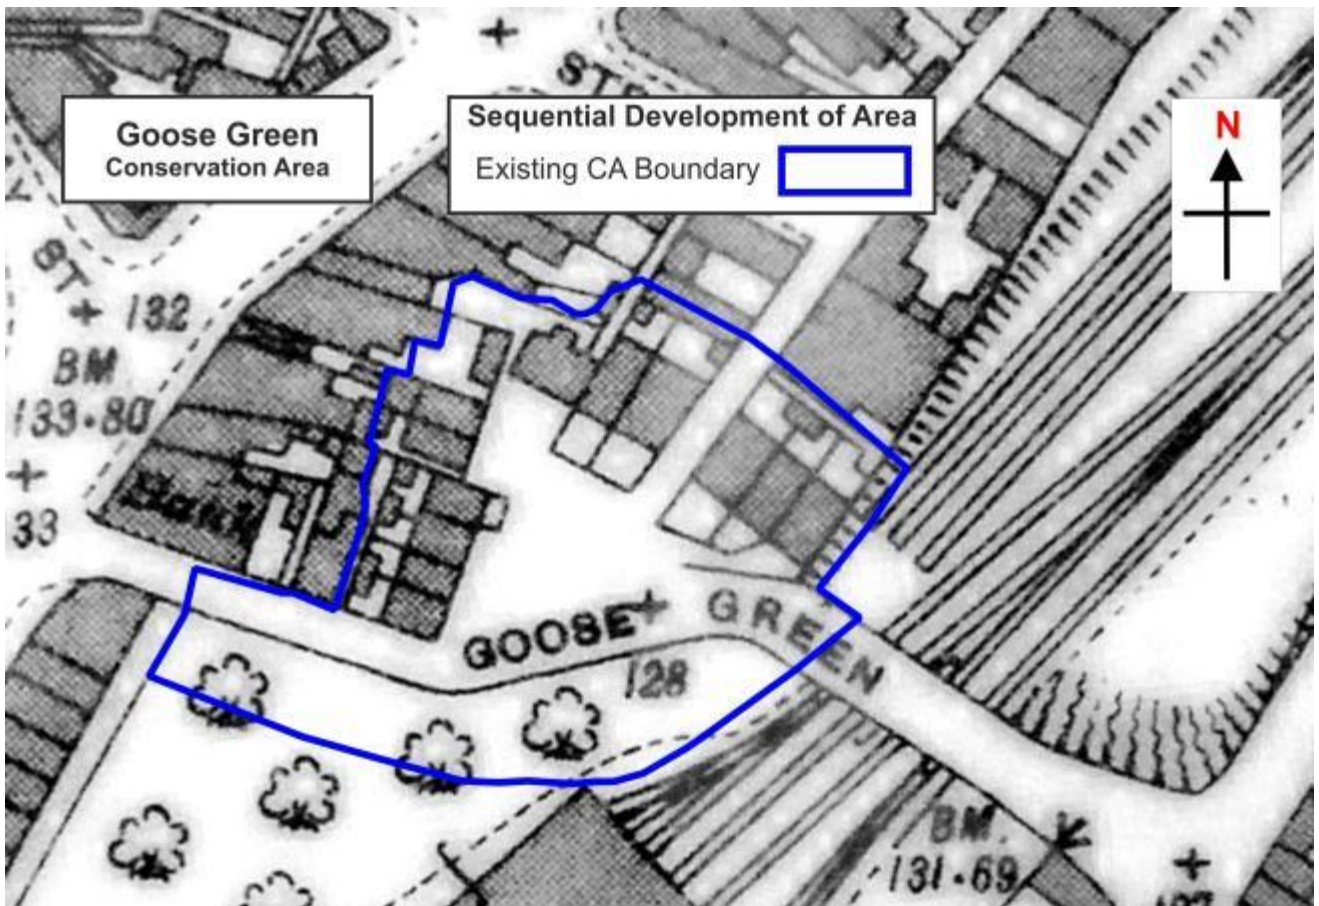 Goose Green
Conservation Area
Sequential Development of Area
Existing CA Boundary
N
ST
132
BM
133·80
33
Bank
GOOSE GREEN
128
BM.
131·69